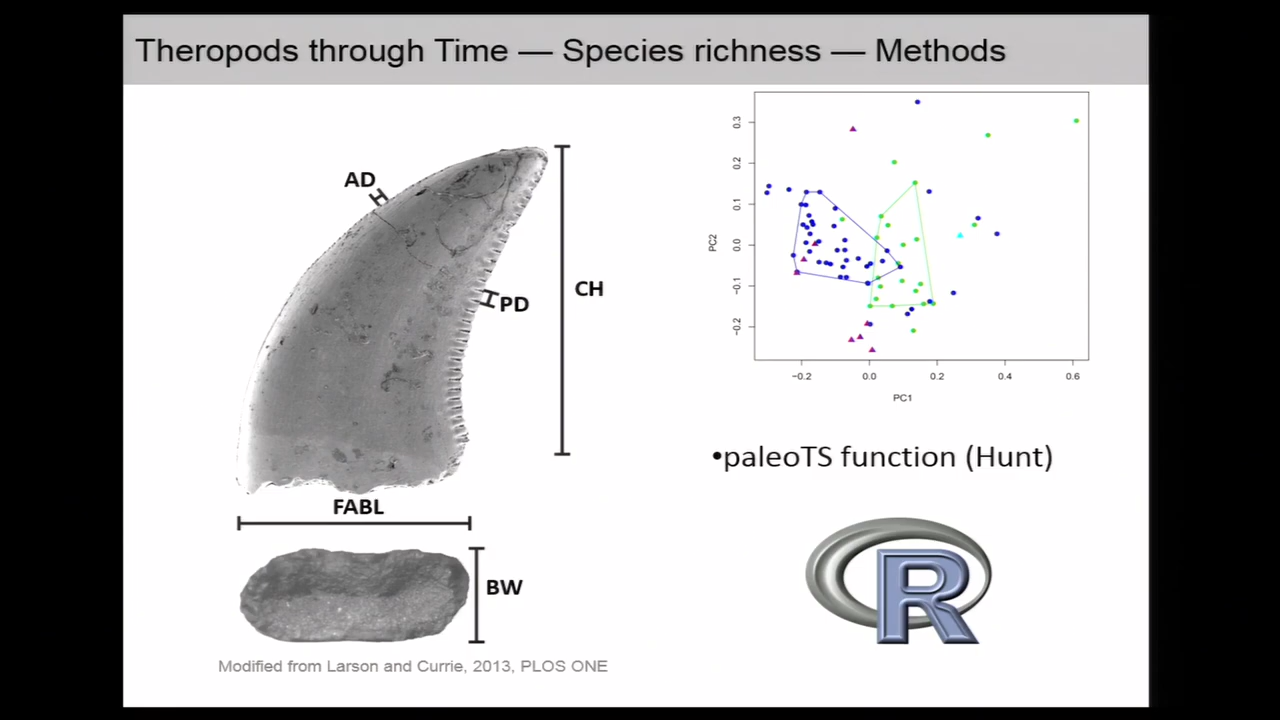 Theropods through Time — Species richness — Methods
AD
CH
PD
FABL
BW
Modified from Larson and Currie, 2013, PLOS ONE
0.3
0.2
0.1
0.0
−0.1
−0.2
PC2
−0.2 0.0 0.2 0.4 0.6
PC1
•paleoTS function (Hunt)
R